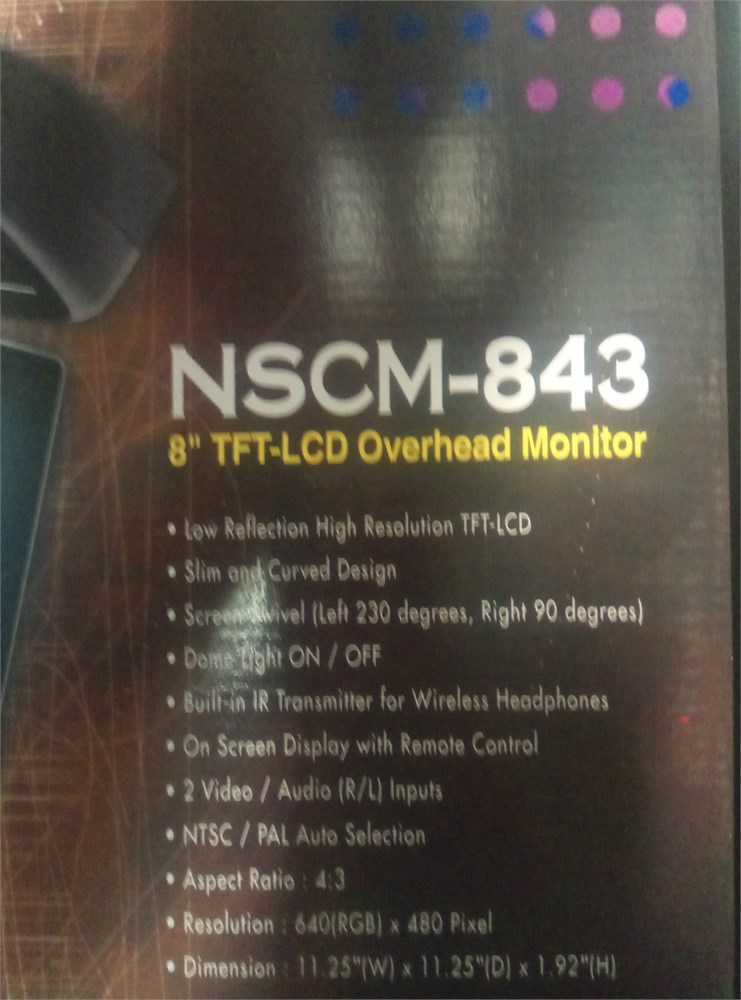 NSCM-843
8" TFT-LCD Overhead Monitor
• Low Reflection High Resolution TFT-LCD
• Slim and Curved Design
• Screen Swivel (Left 230 degrees, Right 90 degrees)
• Dome Light ON / OFF
• Built-in IR Transmitter for Wireless Headphones
• On Screen Display with Remote Control
• 2 Video / Audio (R/L) Inputs
• NTSC / PAL Auto Selection
• Aspect Ratio : 4:3
• Resolution : 640(RGB) x 480 Pixel
• Dimension : 11.25"(W) x 11.25"(D) x 1.92"(H)